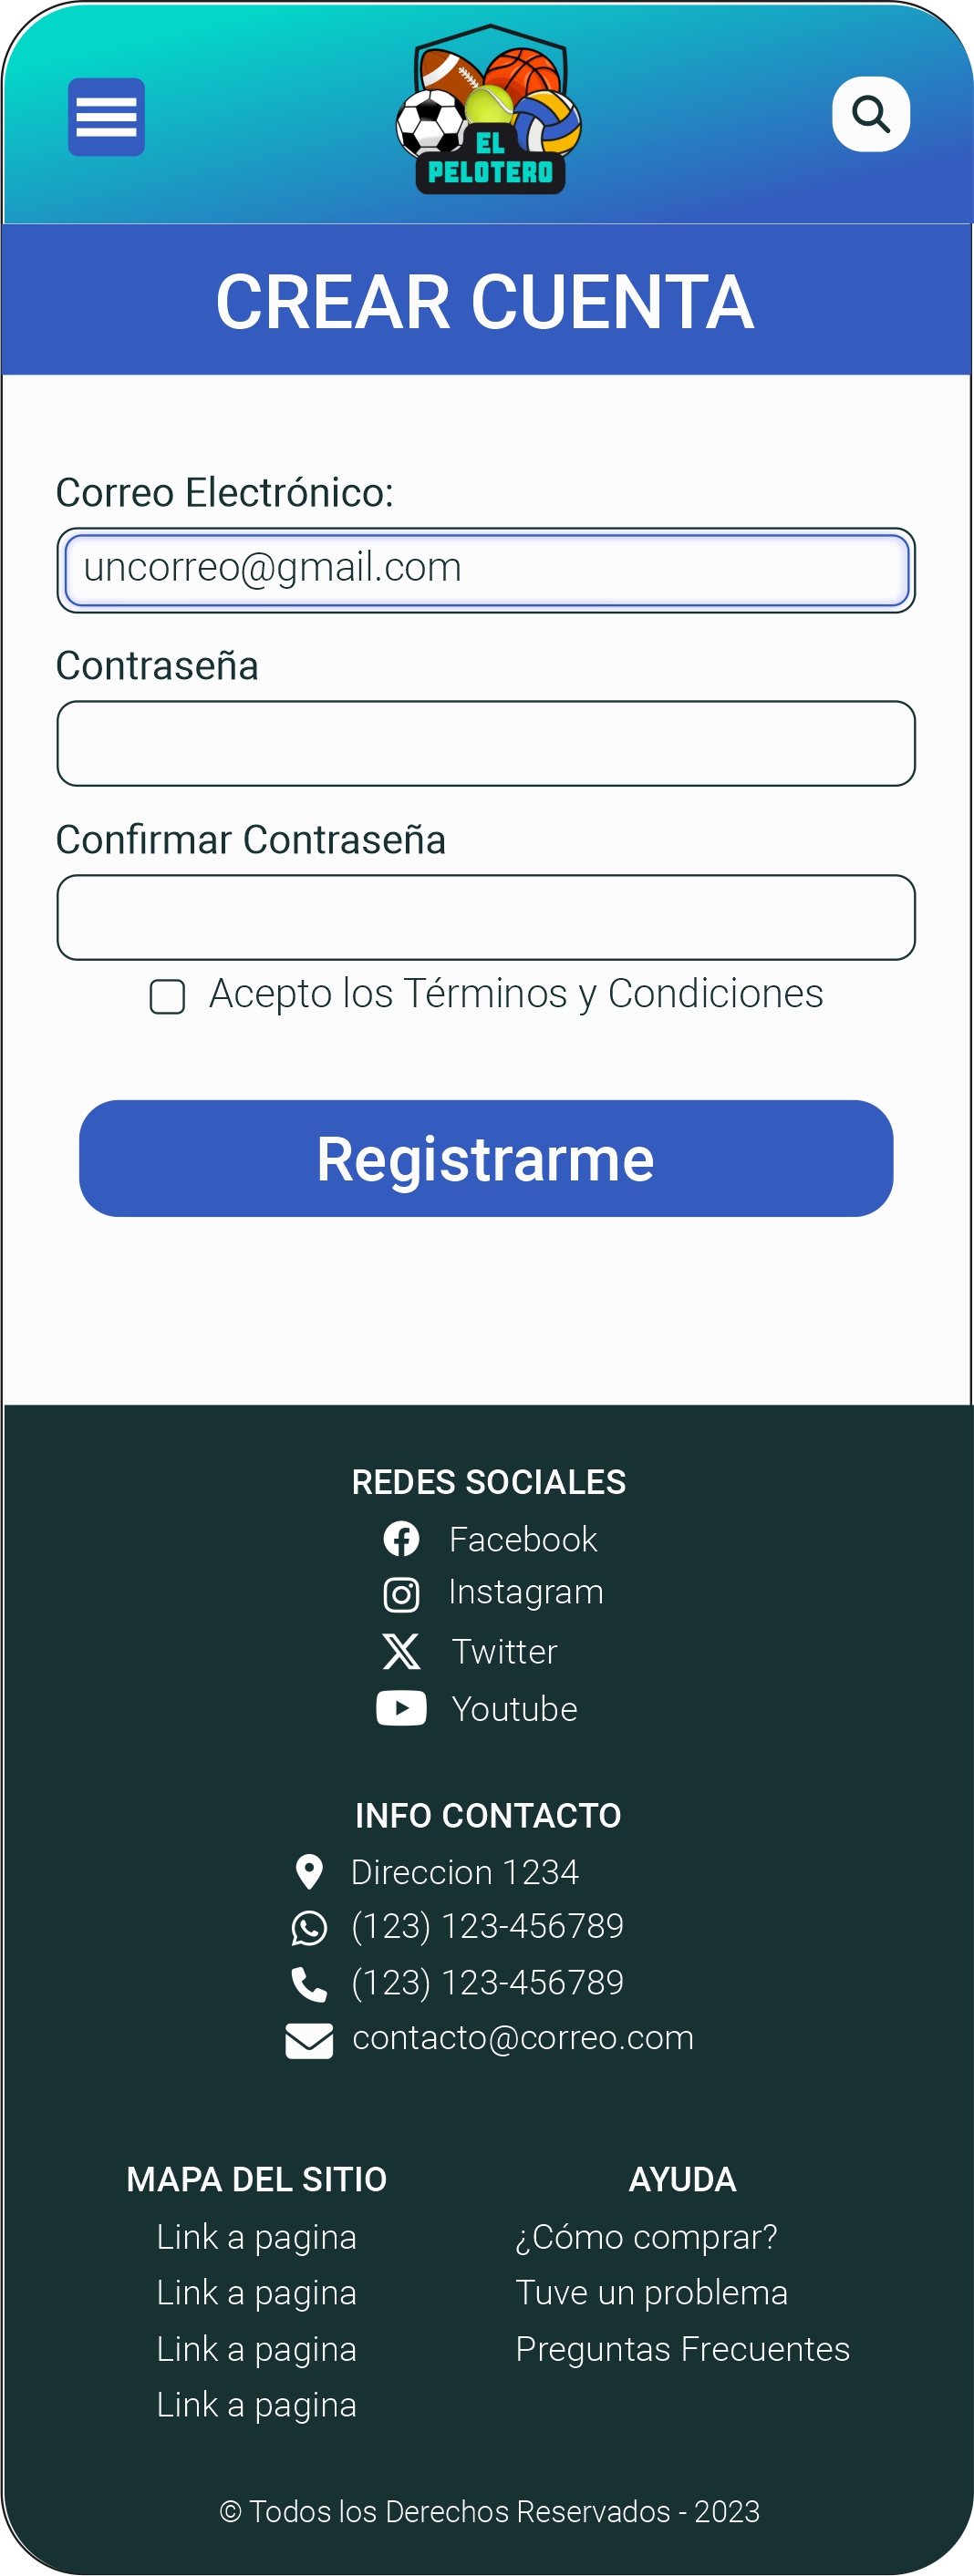 EL
PELOTERO
CREAR CUENTA
Correo Electrónico:
uncorreo@gmail.com
Contraseña
Confirmar Contraseña
Acepto los Términos y Condiciones
Registrarme
REDES SOCIALES
Facebook
Instagram
Twitter
Youtube
INFO CONTACTO
Direccion 1234
(123) 123-456789
(123) 123-456789
contacto@correo.com
MAPA DEL SITIO
Link a pagina
Link a pagina
Link a pagina
Link a pagina
AYUDA
¿Cómo comprar?
Tuve un problema
Preguntas Frecuentes
© Todos los Derechos Reservados - 2023